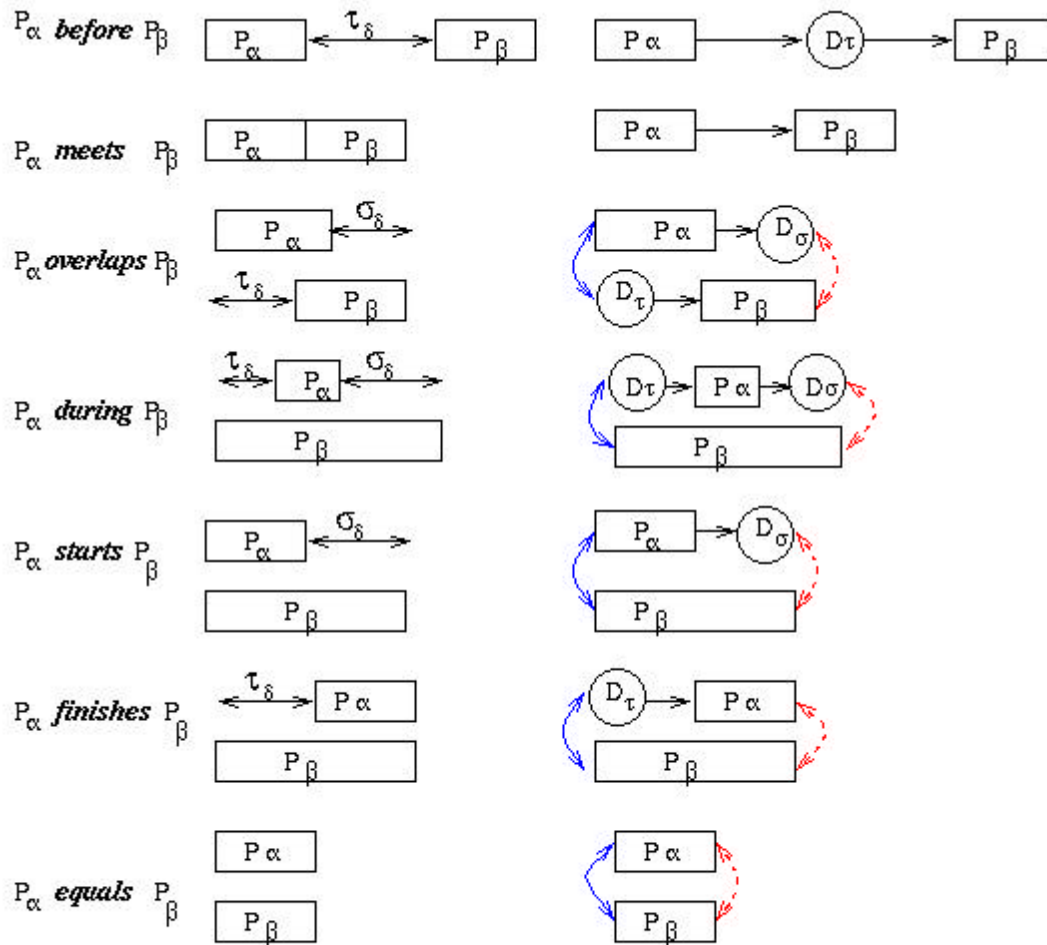 Pα before Pβ Pα τδ Pβ Pα Dτ Pβ
Pα meets Pβ Pα Pβ Pα Pβ
Pα σδ Pα Dσ
Pα overlaps Pβ
τδ Pβ Dτ Pβ
τδ Pα σδ Dτ Pα Dσ
Pα during Pβ
Pβ Pβ
Pα σδ Pα Dσ
Pα starts Pβ
Pβ Pβ
τδ Pα Dτ Pα
Pα finishes Pβ
Pβ Pβ
Pα Pα
Pα equals Pβ
Pβ Pβ